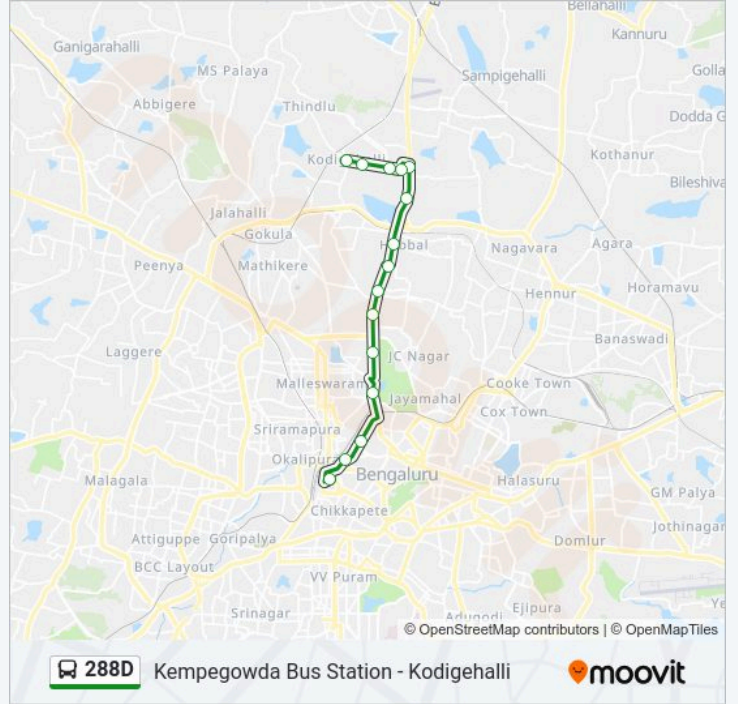 Bellahalli
Ganigarahalli
Kannuru
MS Palaya
Sampigehalli
Golla
Abbigere
Thindlu
Dodda G
Kothanur
Bileshiva
Jalahalli
Gokula
Nagavara
Agara
Peenya
Mathikere
Hennur
Horamavu
Banaswadi
Laggere
JC Nagar
Malleswaram
Cooke Town
Jayamahal
Cox Town
Sriramapura
Okalipura
Bengaluru
Malagala
Halasuru
GM Palya
Chikkapete
Jothinagar
Attiguppe
Goripalya
Domlur
BCC Layout
VV Puram
Ejipura
Ye
Srinagar
Adugodi
© OpenStreetMap contributors | © OpenMapTiles
288D Kempegowda Bus Station - Kodigehalli
moovit